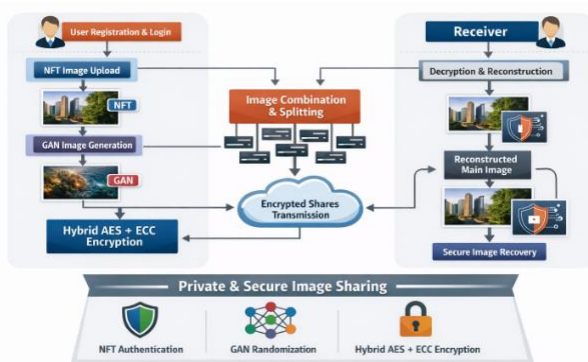 User Registration & Login
NFT Image Upload
NFT
GAN Image Generation
GAN
Hybrid AES + ECC
Encryption
Image Combination
& Splitting
Encrypted Shares
Transmission
Receiver
Decryption & Reconstruction
Reconstructed
Main Image
Secure Image Recovery
Private & Secure Image Sharing
NFT Authentication
GAN Randomization
Hybrid AES + ECC Encryption